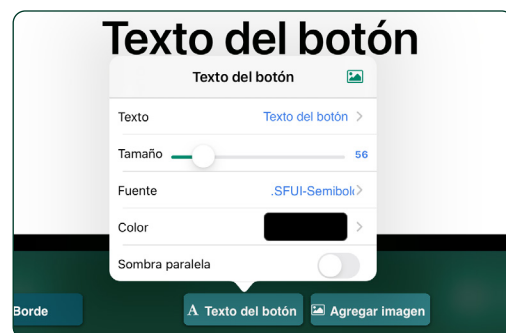 Texto del botón
Texto del botón
Texto Texto del botón
Tamaño 56
Fuente .SFUI-Semibol
Color
Sombra paralela
Borde A Texto del botón Agregar imagen